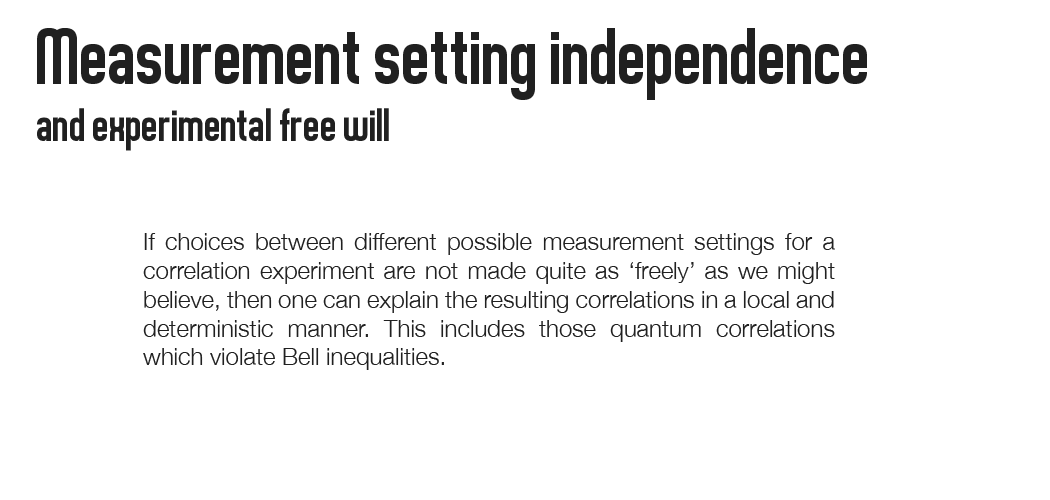 Measurement setting independence
and experimental free will
If choices between different possible measurement settings for a
correlation experiment are not made quite as ‘freely’ as we might
believe, then one can explain the resulting correlations in a local and
deterministic manner. This includes those quantum correlations
which violate Bell inequalities.